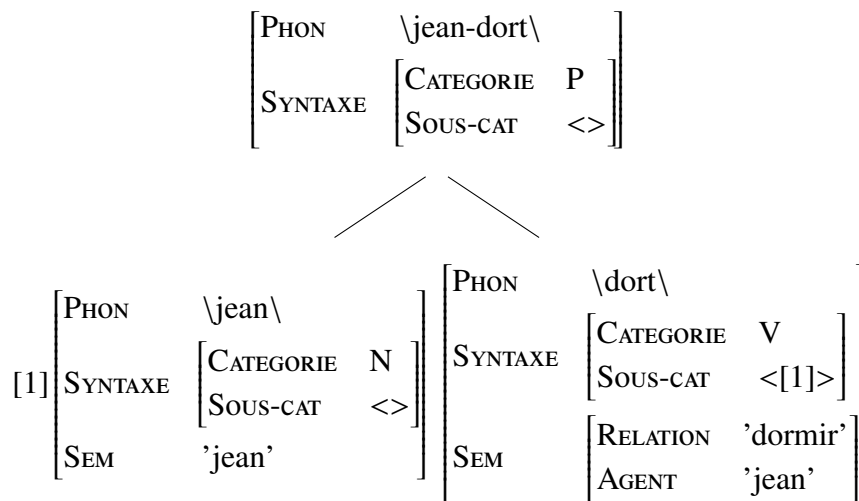 PHON \jean-dort\
SYNTAXE
CATEGORIE P
SOUS-CAT <>
[1]
PHON \jean\
SYNTAXE
CATEGORIE N
SOUS-CAT <>
SEM 'jean'
PHON \dort\
SYNTAXE
CATEGORIE V
SOUS-CAT <[1]>
SEM
RELATION ’dormir’
AGENT ’jean’